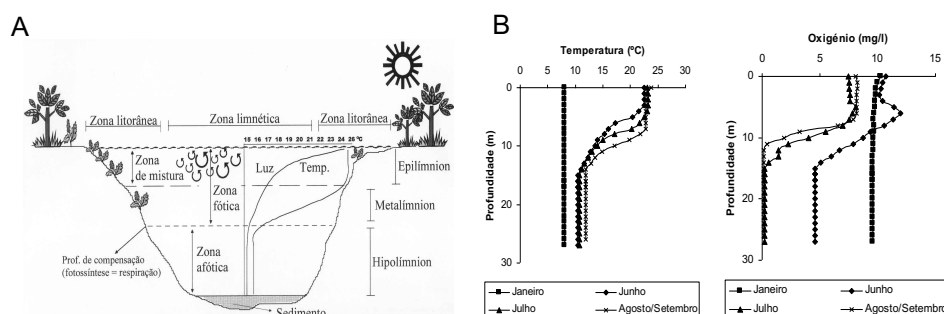 A
Zona litorânea
Zona limnética
Zona litorânea
15 16 17 18 19 20 21 22 23 24 25 26 ºC
Zona
de mistura
Luz
Temp.
Epilímnion
Zona
fótica
Metalímnion
Prof. de compensação
(fotossíntese = respiração)
Zona
afótica
Hipolímnion
Sedimento
B
Temperatura (ºC)
0 5 10 15 20 25 30
0
10
20
30
Profundidade (m)
Janeiro
Junho
Julho
Agosto/Setembro
Oxigénio (mg/l)
0 5 10 15
0
10
20
30
Profundidade (m)
Janeiro
Junho
Julho
Agosto/Setembro